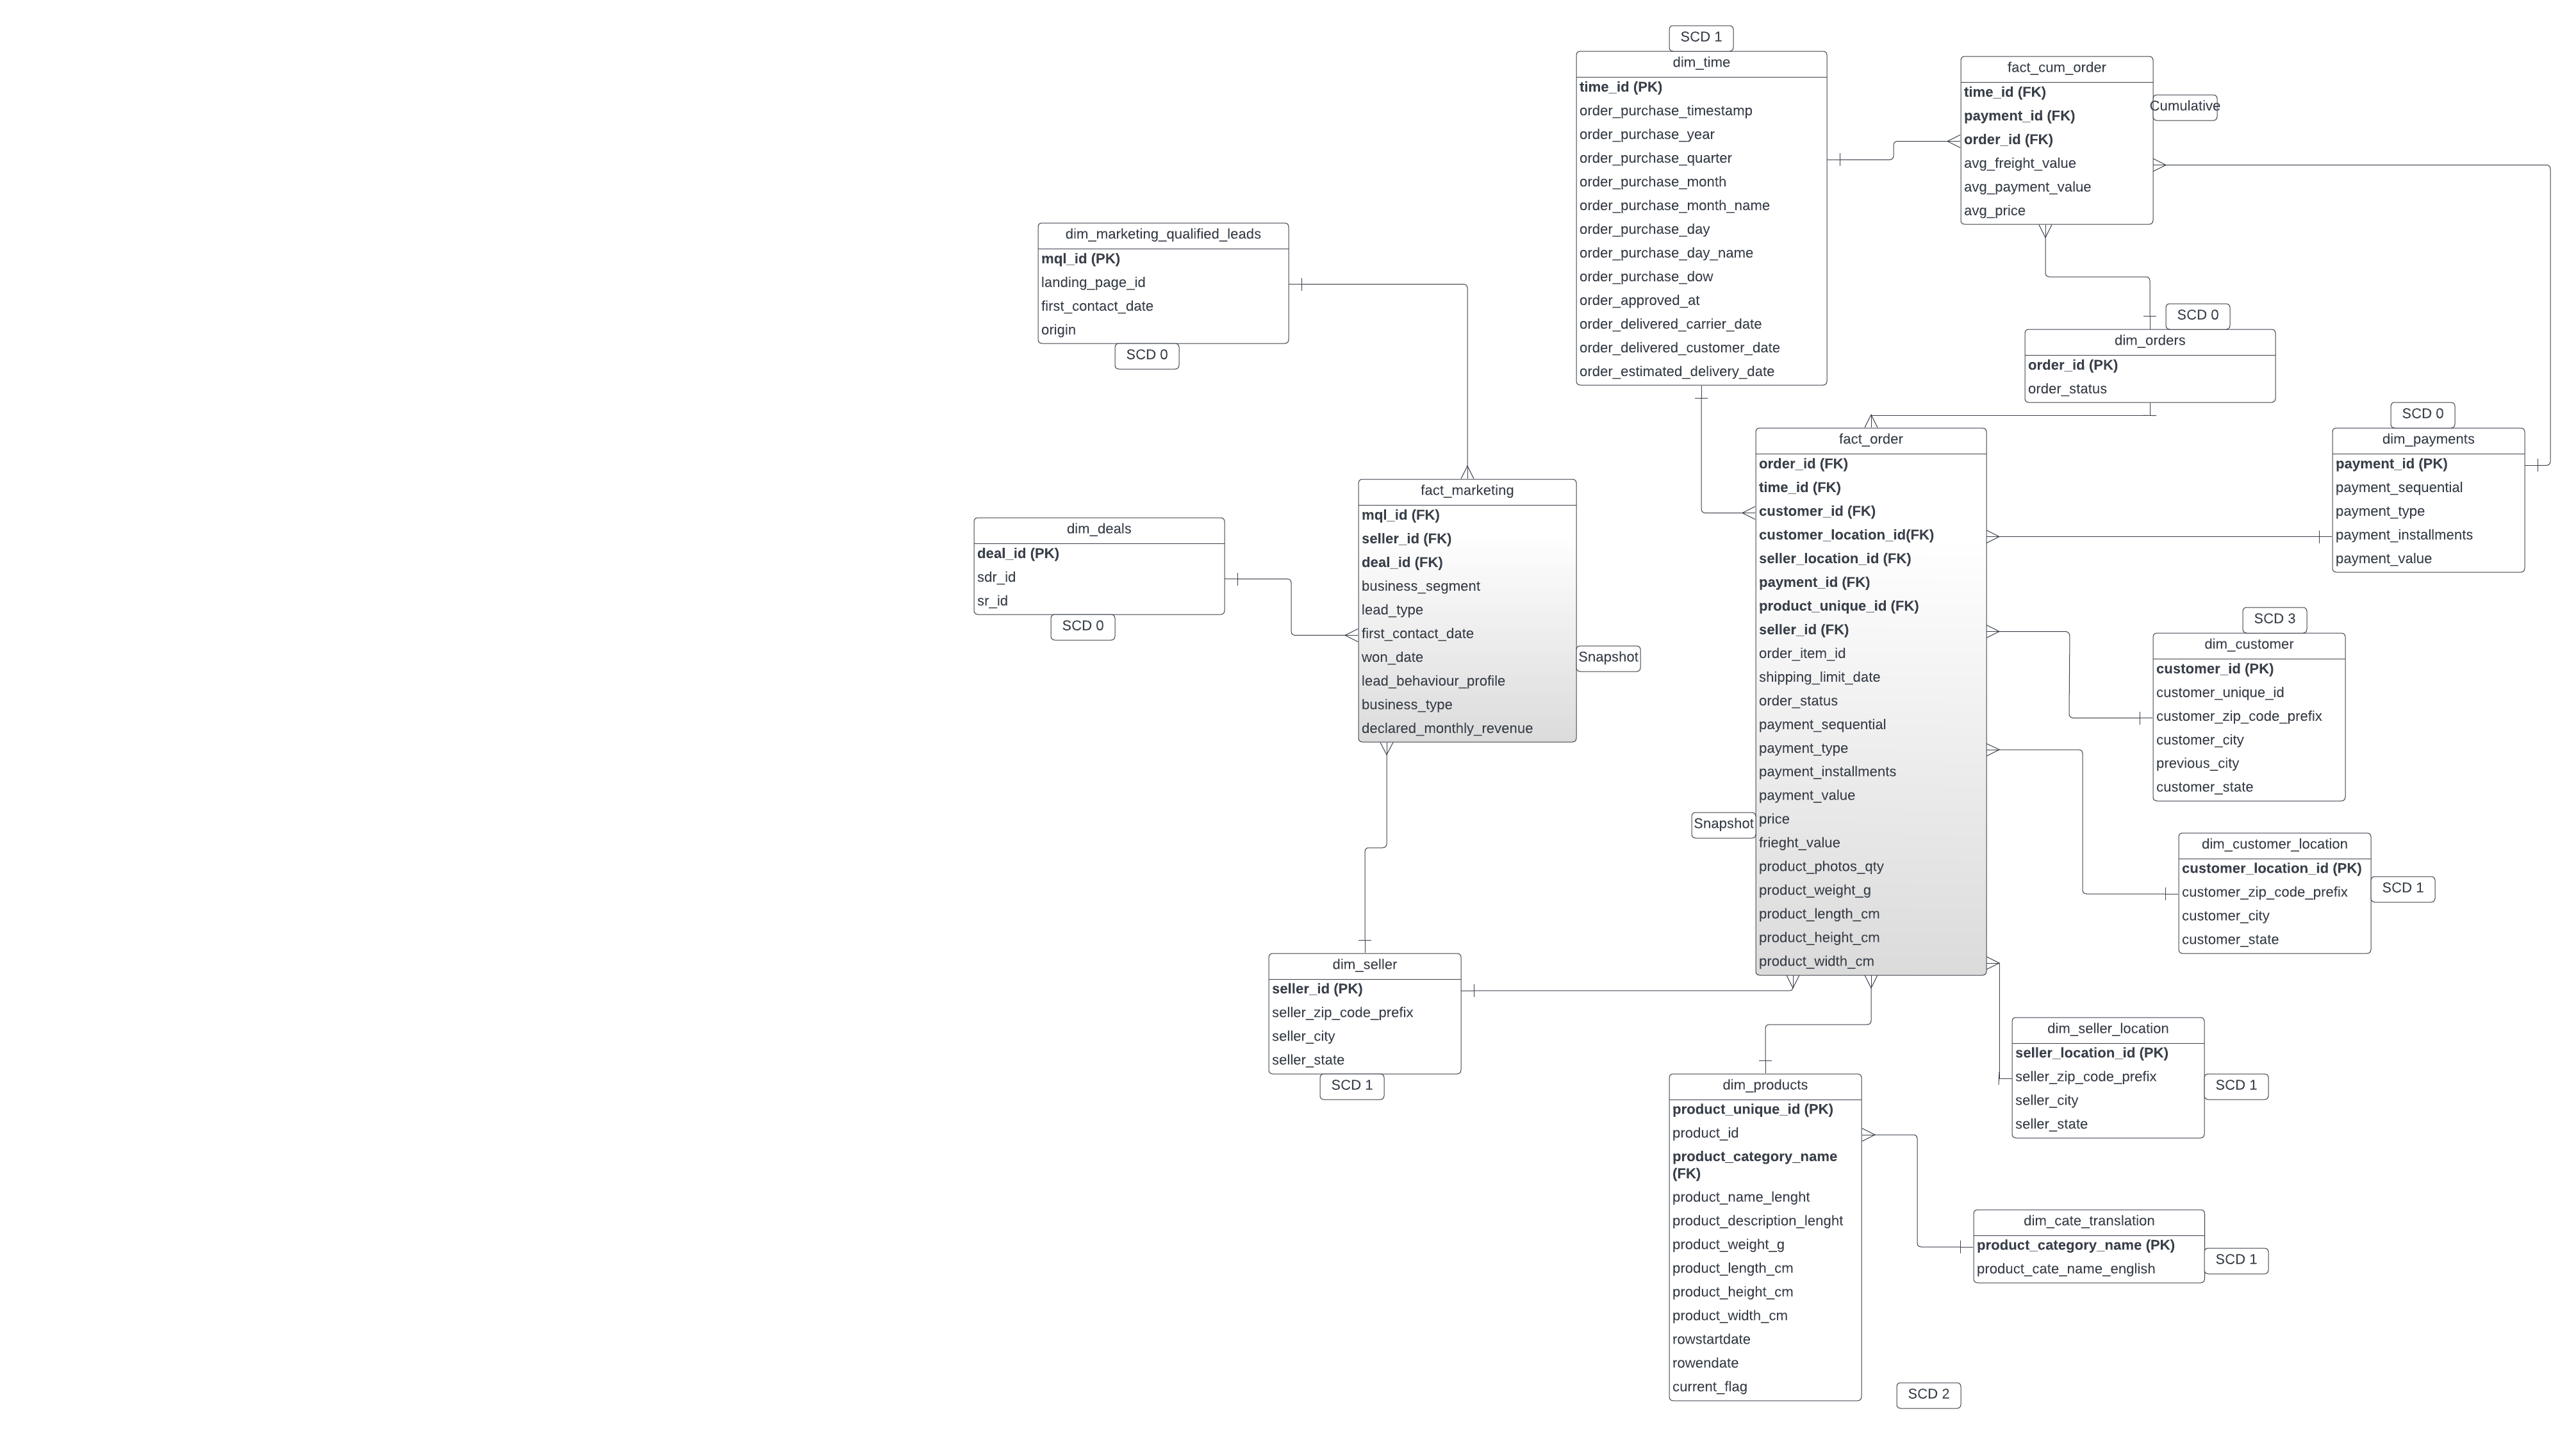 SCD 1
dim_time
time_id (PK)
order_purchase_timestamp
order_purchase_year
order_purchase_quarter
order_purchase_month
order_purchase_month_name
order_purchase_day
order_purchase_day_name
order_purchase_dow
order_approved_at
order_delivered_carrier_date
order_delivered_customer_date
order_estimated_delivery_date
fact_cum_order
time_id (FK)
payment_id (FK)
order_id (FK)
avg_freight_value
avg_payment_value
avg_price
Cumulative
dim_marketing_qualified_leads
mql_id (PK)
landing_page_id
first_contact_date
origin
SCD 0
SCD 0
dim_orders
order_id (PK)
order_status
SCD 0
dim_payments
payment_id (PK)
payment_sequential
payment_type
payment_installments
payment_value
fact_marketing
mql_id (FK)
seller_id (FK)
deal_id (FK)
business_segment
lead_type
first_contact_date
won_date
lead_behaviour_profile
business_type
declared_monthly_revenue
Snapshot
dim_deals
deal_id (PK)
sdr_id
sr_id
SCD 0
fact_order
order_id (FK)
time_id (FK)
customer_id (FK)
customer_location_id(FK)
seller_location_id (FK)
payment_id (FK)
product_unique_id (FK)
seller_id (FK)
order_item_id
shipping_limit_date
order_status
payment_sequential
payment_type
payment_installments
payment_value
price
frieght_value
product_photos_qty
product_weight_g
product_length_cm
product_height_cm
product_width_cm
Snapshot
SCD 3
dim_customer
customer_id (PK)
customer_unique_id
customer_zip_code_prefix
customer_city
previous_city
customer_state
dim_customer_location
customer_location_id (PK)
customer_zip_code_prefix
customer_city
customer_state
SCD 1
dim_seller
seller_id (PK)
seller_zip_code_prefix
seller_city
seller_state
SCD 1
dim_seller_location
seller_location_id (PK)
seller_zip_code_prefix
seller_city
seller_state
SCD 1
dim_products
product_unique_id (PK)
product_id
product_category_name
(FK)
product_name_lenght
product_description_lenght
product_weight_g
product_length_cm
product_height_cm
product_width_cm
rowstartdate
rowendate
current_flag
SCD 2
dim_cate_translation
product_category_name (PK)
product_cate_name_english
SCD 1